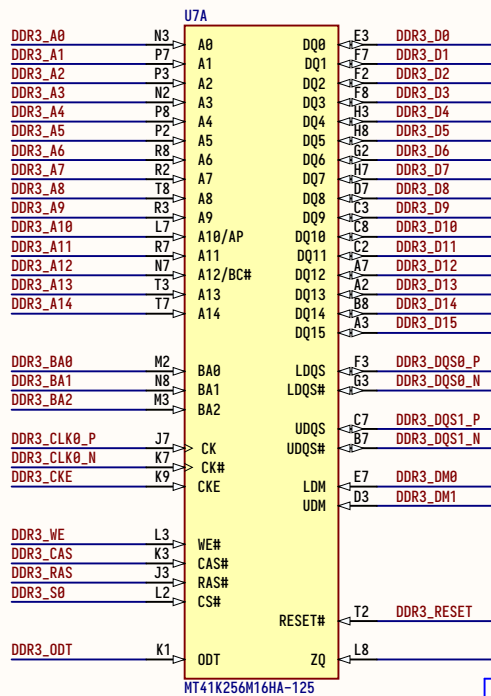 U7A
DDR3_A0 N3 A0 DQ0 E3 DDR3_D0
DDR3_A1 P7 A1 DQ1 F7 DDR3_D1
DDR3_A2 P3 A2 DQ2 F2 DDR3_D2
DDR3_A3 N2 A3 DQ3 F8 DDR3_D3
DDR3_A4 P8 A4 DQ4 H3 DDR3_D4
DDR3_A5 P2 A5 DQ5 H8 DDR3_D5
DDR3_A6 R8 A6 DQ6 G2 DDR3_D6
DDR3_A7 R2 A7 DQ7 H7 DDR3_D7
DDR3_A8 T8 A8 DQ8 D7 DDR3_D8
DDR3_A9 R3 A9 DQ9 C3 DDR3_D9
DDR3_A10 L7 A10/AP DQ10 C8 DDR3_D10
DDR3_A11 R7 A11 DQ11 C2 DDR3_D11
DDR3_A12 N7 A12/BC# DQ12 A7 DDR3_D12
DDR3_A13 T3 A13 DQ13 A2 DDR3_D13
DDR3_A14 T7 A14 DQ14 B8 DDR3_D14
DQ15 A3 DDR3_D15
DDR3_BA0 M2 BA0 LDQS F3 DDR3_DQS0_P
DDR3_BA1 N8 BA1 LDQS# G3 DDR3_DQS0_N
DDR3_BA2 M3 BA2
UDQS C7 DDR3_DQS1_P
DDR3_CLK0_P J7 CK UDQS# B7 DDR3_DQS1_N
DDR3_CLK0_N K7 CK#
DDR3_CKE K9 CKE LDM E7 DDR3_DM0
UDM D3 DDR3_DM1
DDR3_WE L3 WE#
DDR3_CAS K3 CAS#
DDR3_RAS J3 RAS#
DDR3_S0 L2 CS#
RESET# T2 DDR3_RESET
DDR3_ODT K1 ODT ZQ L8
MT41K256M16HA-125